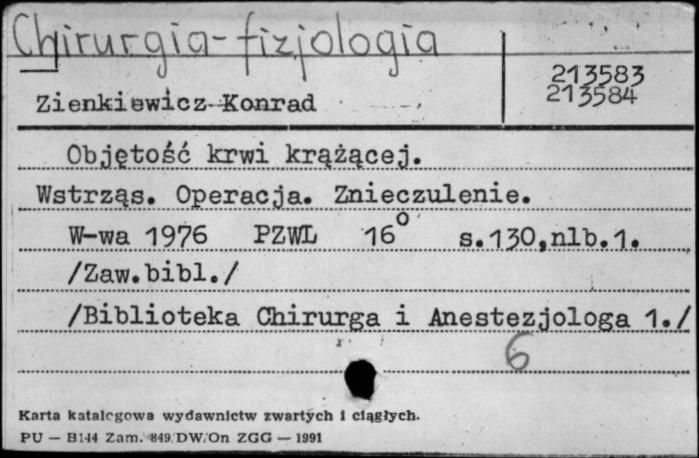 Chirurgia-fizjologia
213583
213584
Zienkiewicz Konrad
Objętość krwi krążącej.
Wstrząs. Operacja. Znieczulenie.
W-wa 1976 PZWL 16° s.130,nlb.1.
/Zaw.bibl./
/Biblioteka Chirurga i Anestezjologa 1./
6
Karta katalogowa wydawnictw zwartych i ciągłych.
PU — B144 Zam. 849 DW/On ZGG — 1991